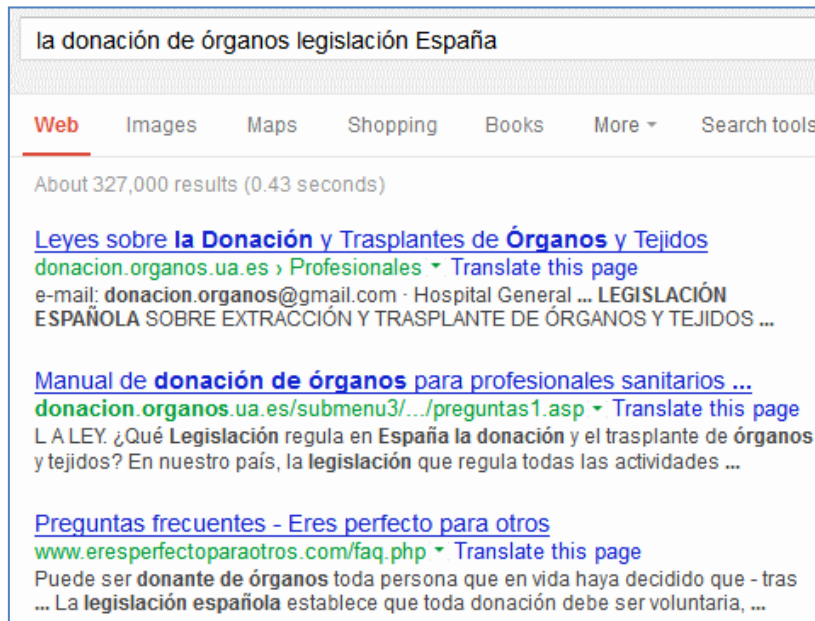 la donación de órganos legislación España
Web Images Maps Shopping Books More Search tools
About 327,000 results (0.43 seconds)
Leyes sobre la Donación y Trasplantes de Órganos y Tejidos
donacion.organos.ua.es › Profesionales Translate this page
e-mail: donacion.organos@gmail.com · Hospital General ... LEGISLACIÓN
ESPAÑOLA SOBRE EXTRACCIÓN Y TRASPLANTE DE ÓRGANOS Y TEJIDOS ...
Manual de donación de órganos para profesionales sanitarios ...
donacion.organos.ua.es/submenu3/.../preguntas1.asp Translate this page
L A LEY. ¿Qué Legislación regula en España la donación y el trasplante de órganos
y tejidos? En nuestro país, la legislación que regula todas las actividades ...
Preguntas frecuentes - Eres perfecto para otros
www.eresperfectoparaotros.com/faq.php Translate this page
Puede ser donante de órganos toda persona que en vida haya decidido que - tras
... La legislación española establece que toda donación debe ser voluntaria, ...